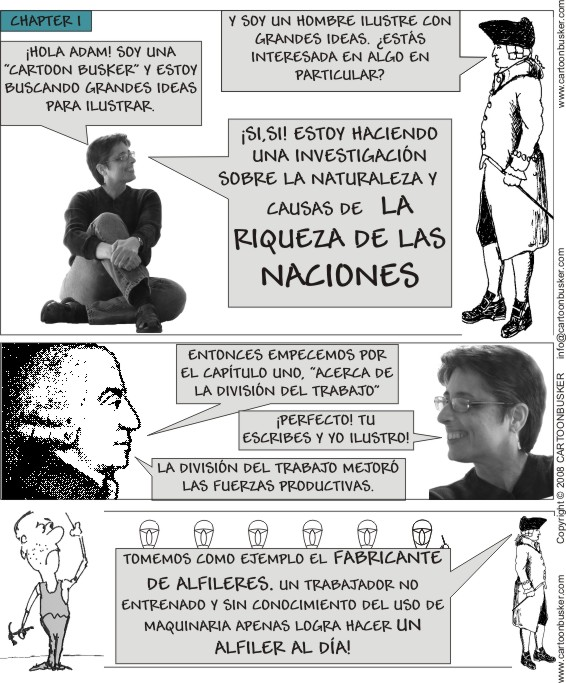 CHAPTER I
¡HOLA ADAM! SOY UNA
"CARTOON BUSKER" Y ESTOY
BUSCANDO GRANDES IDEAS
PARA ILUSTRAR.
Y SOY UN HOMBRE ILUSTRE CON
GRANDES IDEAS. ¿ESTÁS
INTERESADA EN ALGO EN
PARTICULAR?
¡SI,SI! ESTOY HACIENDO
UNA INVESTIGACIÓN
SOBRE LA NATURALEZA Y
CAUSAS DE LA
RIQUEZA DE LAS
NACIONES
ENTONCES EMPECEMOS POR
EL CAPÍTULO UNO, "ACERCA DE
LA DIVISIÓN DEL TRABAJO"
¡PERFECTO! TU
ESCRIBES Y YO ILUSTRO!
LA DIVISIÓN DEL TRABAJO MEJORÓ
LAS FUERZAS PRODUCTIVAS.
TOMEMOS COMO EJEMPLO EL FABRICANTE
DE ALFILERES. UN TRABAJADOR NO
ENTRENADO Y SIN CONOCIMIENTO DEL USO DE
MAQUINARIA APENAS LOGRA HACER UN
ALFILER AL DÍA!
www.cartoonbusker.com
info@cartoonbusker.com
Copyright © 2008 CARTOONBUSKER
www.cartoonbusker.com